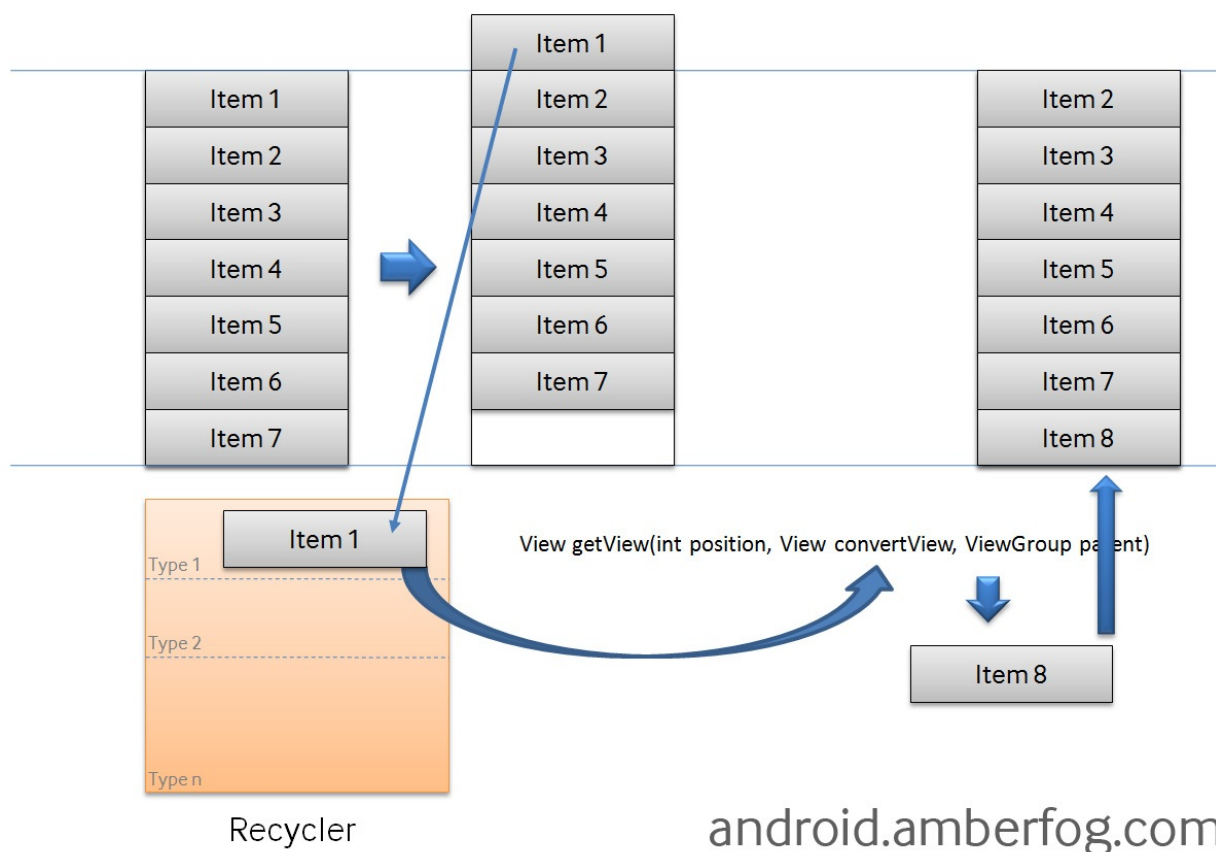 Item 1
Item 2
Item 3
Item 4
Item 5
Item 6
Item 7
Item 1
Item 2
Item 3
Item 4
Item 5
Item 6
Item 7
Item 2
Item 3
Item 4
Item 5
Item 6
Item 7
Item 8
Item 1
Type 1
Type 2
Type n
Recycler
View getView(int position, View convertView, ViewGroup parent)
Item 8
android.amberfog.com